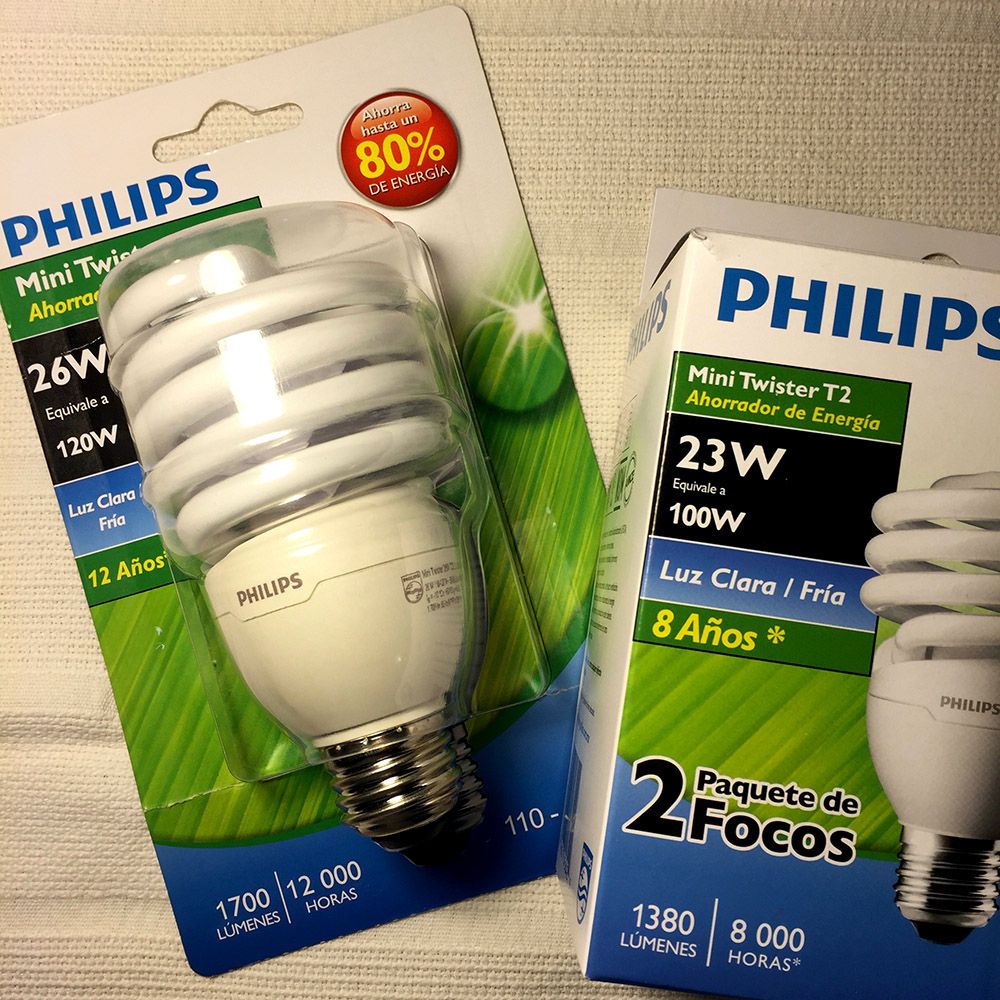 Ahorra
hasta un
80%
DE ENERGÍA
PHILIPS
Mini Twister
26W
Equivale a
120W
Luz Clara
Fría
12 Años*
PHILIPS
110 -
1700
LÚMENES
12 000
HORAS
PHILIPS
PHILIPS
Mini Twister T2
Ahorrador de Energía
23W
Equivale a
100W
Luz Clara / Fría
8 Años *
PHILIPS
2 Paquete de
Focos
1380
LÚMENES
8 000
HORAS*